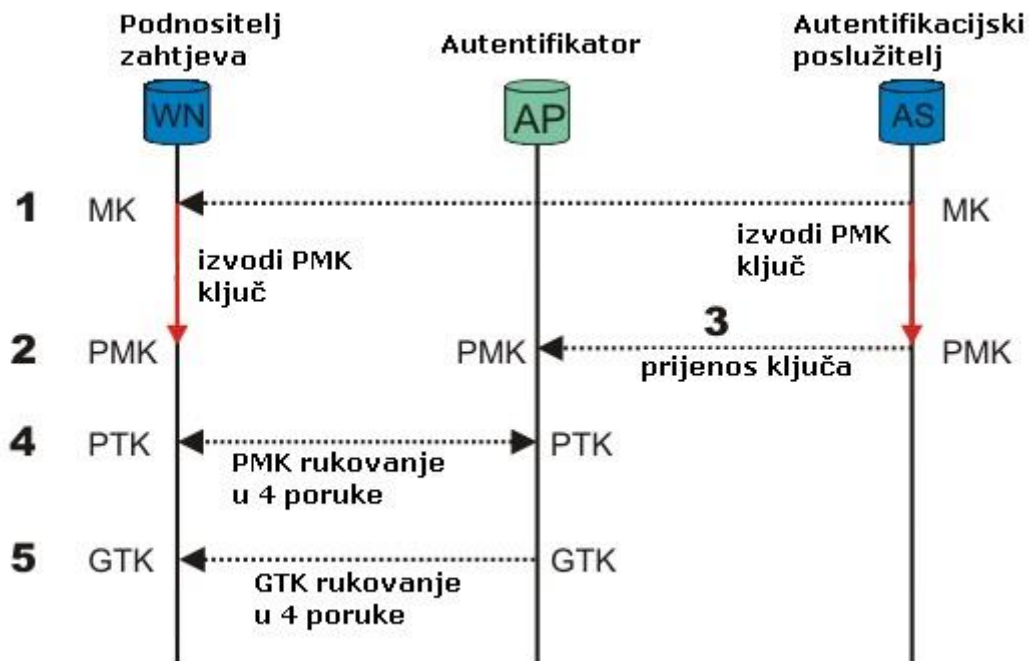 Podnositelj
zahtjeva
Autentifikator
Autentifikacijski
poslužitelj
WN
AP
AS
1 MK MK
izvodi PMK
ključ
izvodi PMK
ključ
3
2 PMK PMK PMK
prijenos ključa
4 PTK PTK
PMK rukovanje
u 4 poruke
5 GTK GTK
GTK rukovanje
u 4 poruke